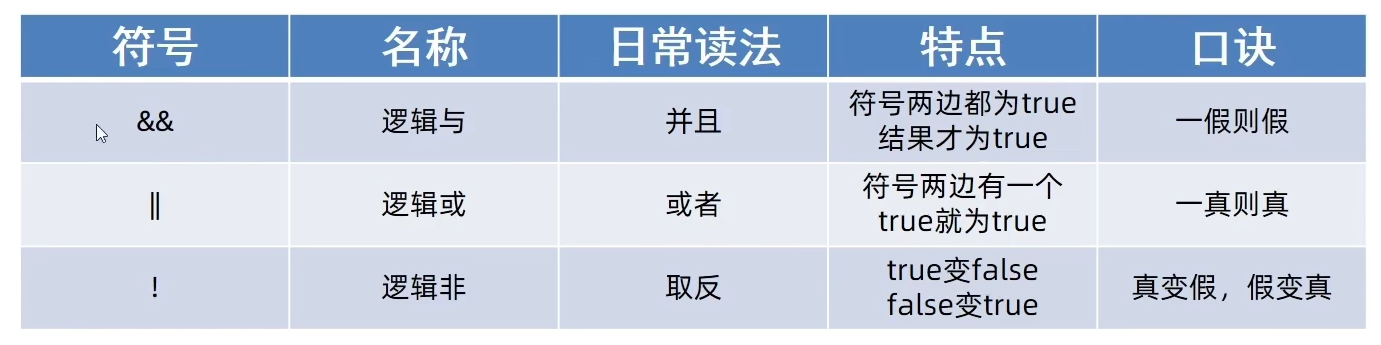 符号 名称 日常读法 特点 口诀
&& 逻辑与 并且 符号两边都为true 一假则假
结果才为true
|| 逻辑或 或者 符号两边有一个 一真则真
true就为true
! 逻辑非 取反 true变false 真变假，假变真
false变true